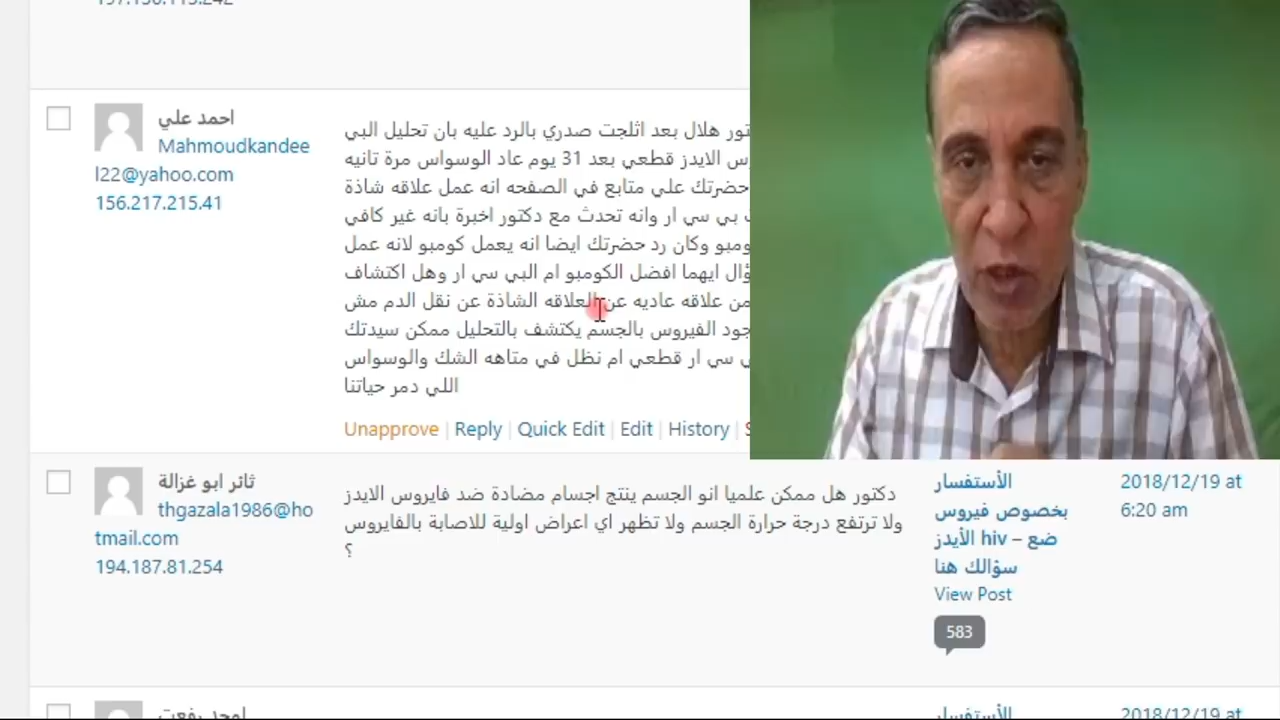 احمد علي
Mahmoudkandee
l22@yahoo.com
156.217.215.41
هلال بعد اثلجت صدري بالرد عليه بان تحليل البي
الايدز قطعي بعد 31 يوم عاد الوسواس مرة تانيه
حضرتك علي متابع في الصفحه انه عمل علاقه شاذة
بي سي ار وانه تحدث مع دكتور اخبرة بانه غير كافي
وكان رد حضرتك ايضا انه يعمل كومبو لانه عمل
ايهما افضل الكومبو ام البي سي ار وهل اكتشاف
من علاقه عاديه عن العلاقه الشاذة عن نقل الدم مش
الفيروس بالجسم يكتشف بالتحليل ممكن سيدتك
سي ار قطعي ام نظل في متاهه الشك والوسواس
اللي دمر حياتنا
Unapprove | Reply | Quick Edit | Edit | History |
ثائر ابو غزالة
thgazala1986@ho
tmail.com
194.187.81.254
دكتور هل ممكن علميا انو الجسم ينتج اجسام مضادة ضد فايروس الايدز
ولا ترتفع درجة حرارة الجسم ولا تظهر اي اعراض اولية للاصابة بالفايروس
؟
الأستفسار
بخصوص فيروس
الأيدز hiv – ضع
سؤالك هنا
View Post
583
2018/12/19 at
6:20 am